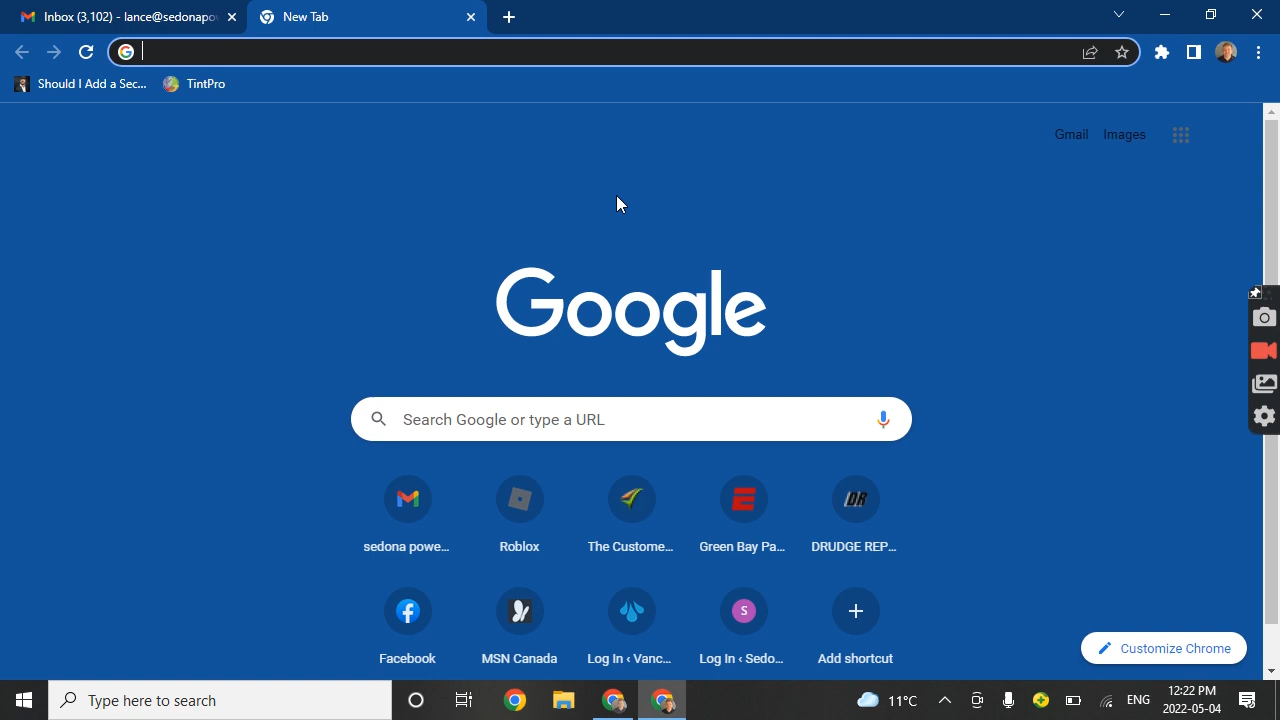 Inbox (3,102) - lance@sedonapo
New Tab
Should I Add a Sec...
TintPro
Gmail
Images
Google
Search Google or type a URL
sedona powe...
Roblox
The Custome...
Green Bay Pa...
DRUDGE REP...
Facebook
MSN Canada
Log In ‹ Vanc...
Log In ‹ Sedo...
Add shortcut
Customize Chrome
Type here to search
11°C
ENG
12:22 PM
2022-05-04